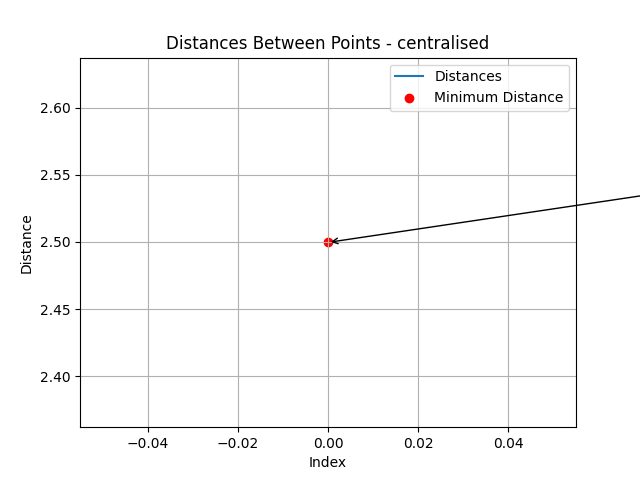 Distances Between Points - centralised
Distances
Minimum Distance
2.60
2.55
2.50
2.45
2.40
Distance
−0.04
−0.02
0.00
0.02
0.04
Index